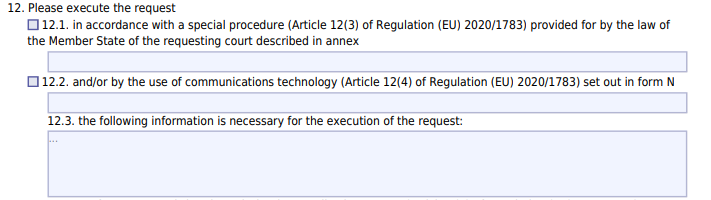 12. Please execute the request
12.1. in accordance with a special procedure (Article 12(3) of Regulation (EU) 2020/1783) provided for by the law of
the Member State of the requesting court described in annex
12.2. and/or by the use of communications technology (Article 12(4) of Regulation (EU) 2020/1783) set out in form N
12.3. the following information is necessary for the execution of the request:
...